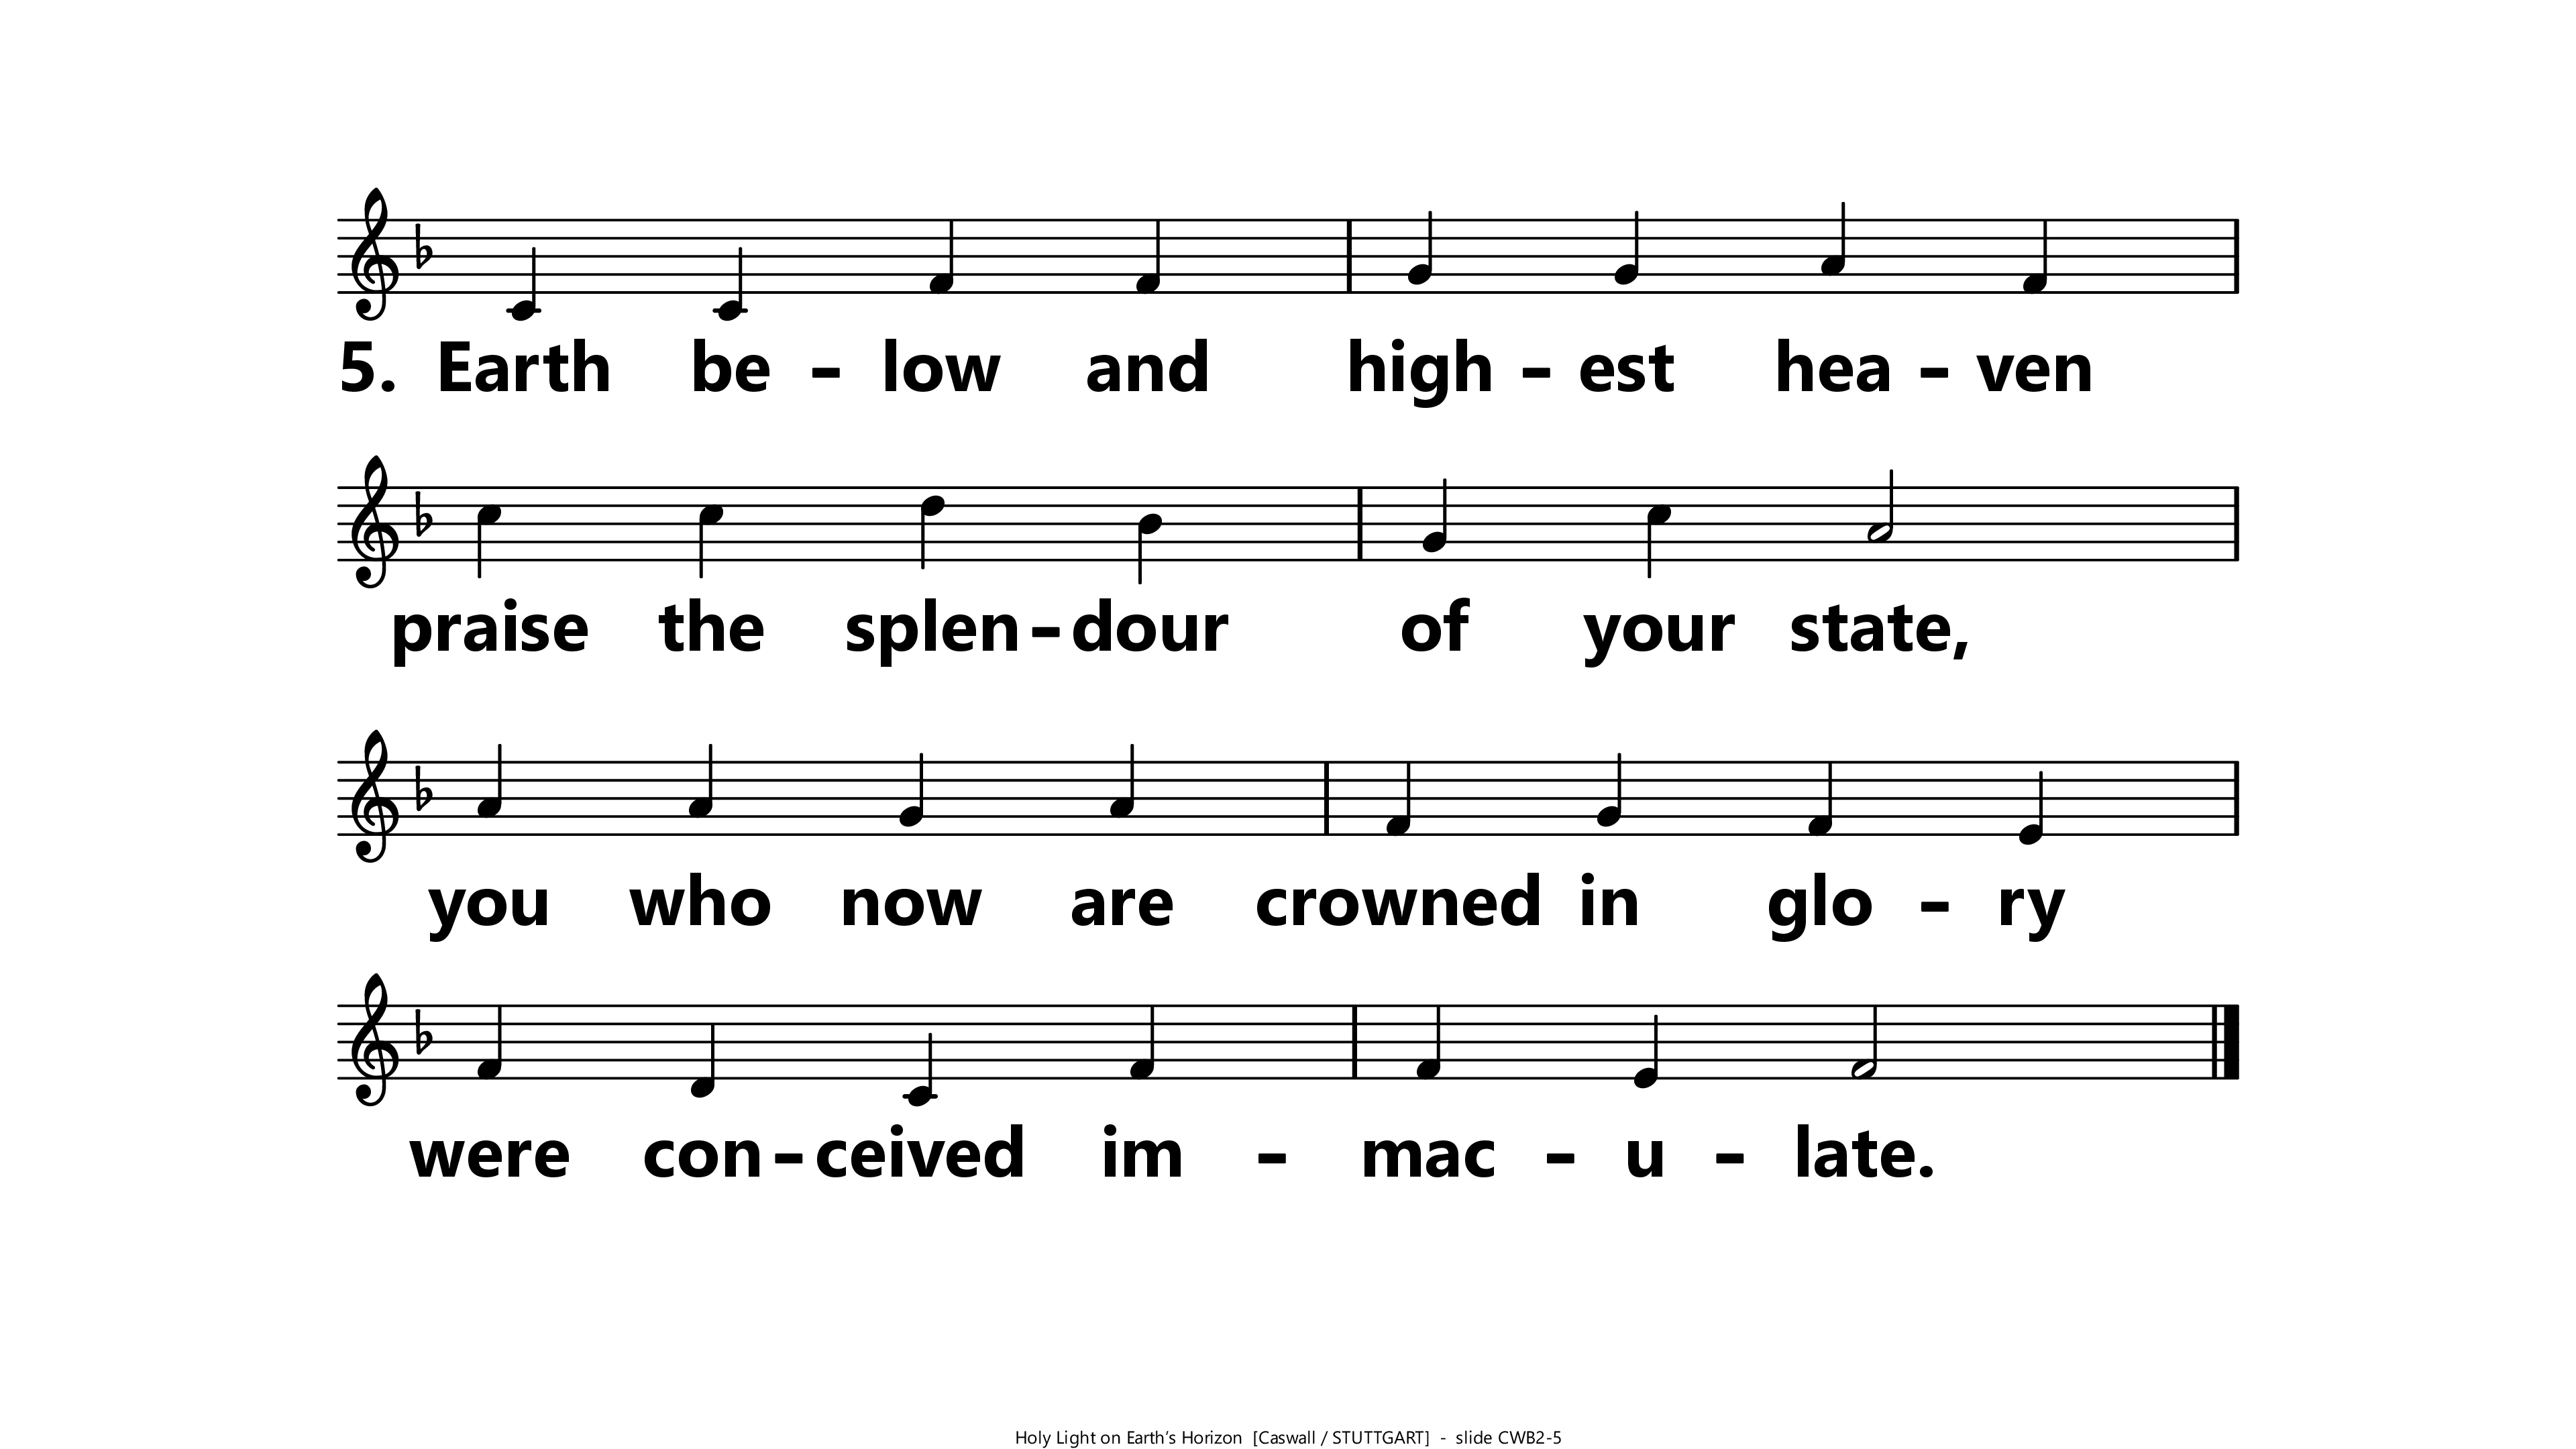 5. Earth be - low and high - est hea - ven
praise the splen - dour of your state,
you who now are crowned in glo - ry
were con - ceived im - mac - u - late.
Holy Light on Earth’s Horizon [Caswall / STUTTGART] - slide CWB2-5